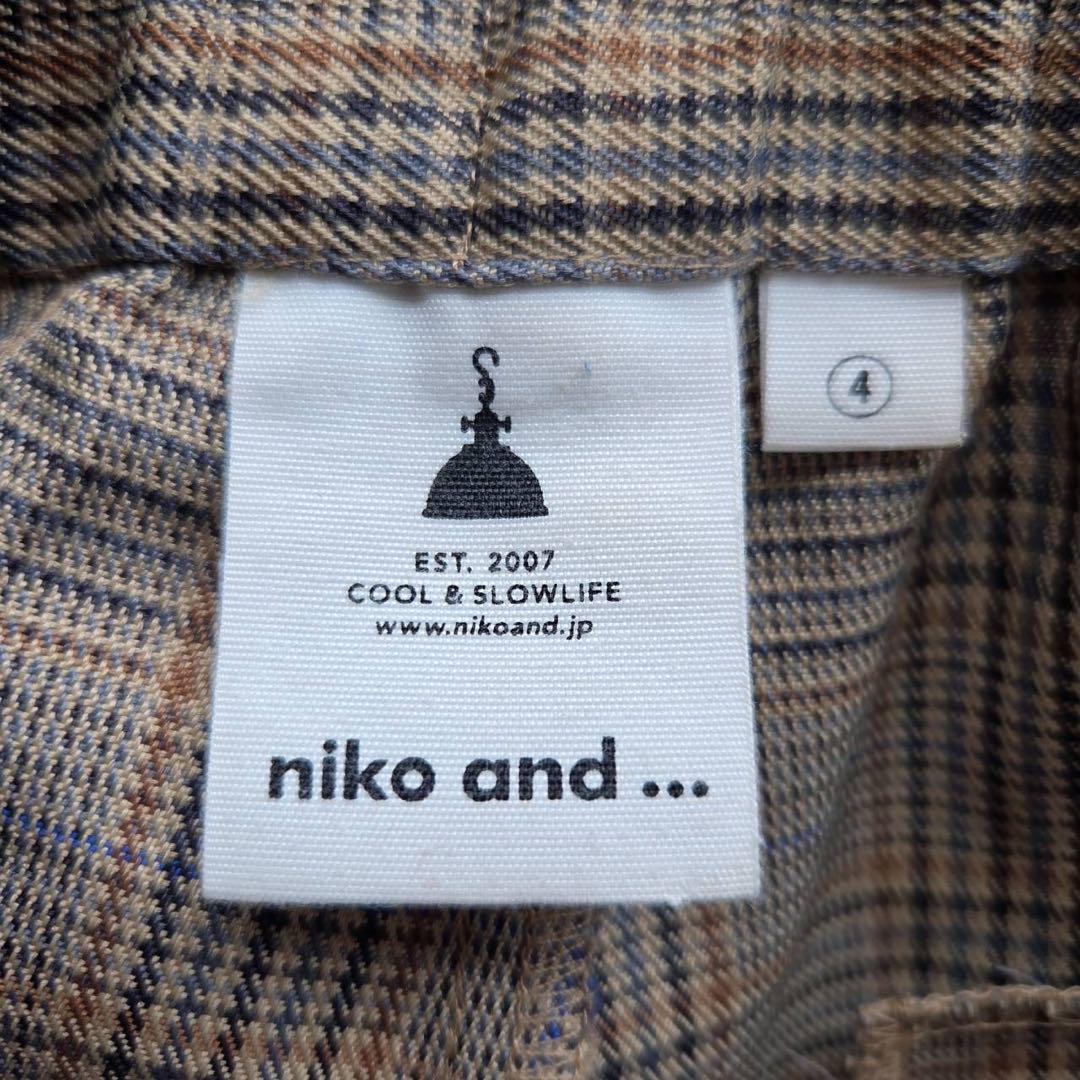 4
EST. 2007
COOL & SLOWLIFE
www.nikoand.jp
niko and ...